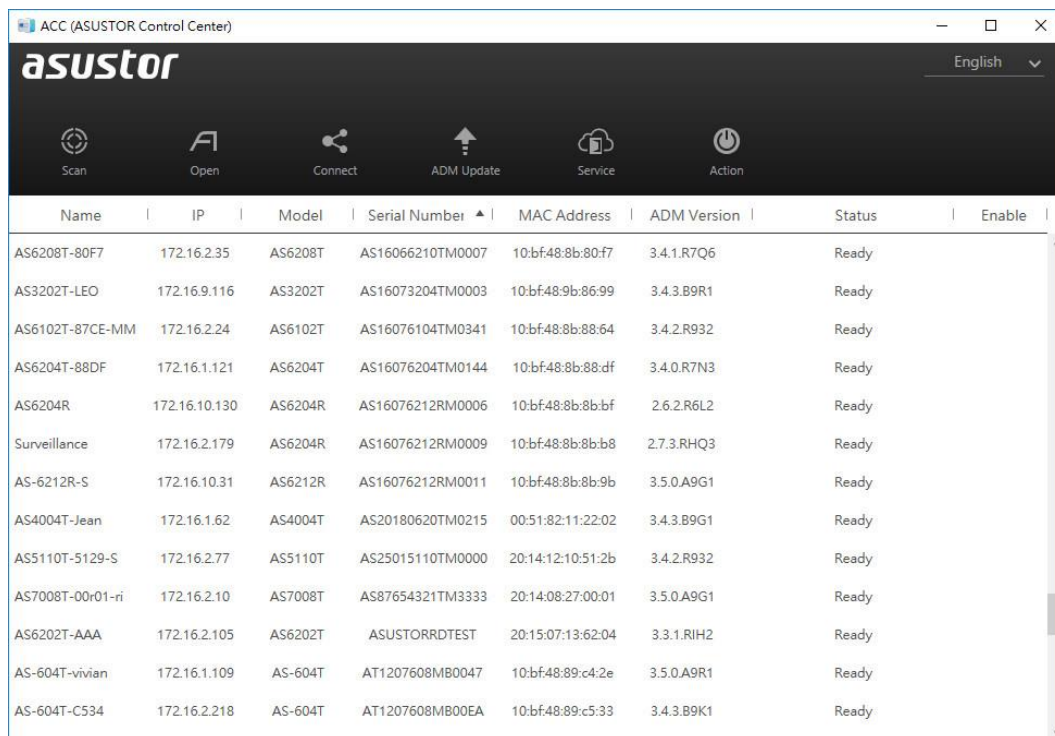 ACC (ASUSTOR Control Center)
asustor
English
Scan Open Connect ADM Update Service Action
Name IP Model Serial Number MAC Address ADM Version Status Enable
AS6208T-80F7 172.16.2.35 AS6208T AS16066210TM0007 10:bf:48:8b:80:f7 3.4.1.R7Q6 Ready
AS3202T-LEO 172.16.9.116 AS3202T AS16073204TM0003 10:bf:48:9b:86:99 3.4.3.B9R1 Ready
AS6102T-87CE-MM 172.16.2.24 AS6102T AS16076104TM0341 10:bf:48:8b:88:64 3.4.2.R932 Ready
AS6204T-88DF 172.16.1.121 AS6204T AS16076204TM0144 10:bf:48:8b:88:df 3.4.0.R7N3 Ready
AS6204R 172.16.10.130 AS6204R AS16076212RM0006 10:bf:48:8b:8b:bf 2.6.2.R6L2 Ready
Surveillance 172.16.2.179 AS6204R AS16076212RM0009 10:bf:48:8b:8b:b8 2.7.3.RHQ3 Ready
AS-6212R-S 172.16.10.31 AS6212R AS16076212RM0011 10:bf:48:8b:8b:9b 3.5.0.A9G1 Ready
AS4004T-Jean 172.16.1.62 AS4004T AS20180620TM0215 00:51:82:11:22:02 3.4.3.B9G1 Ready
AS5110T-5129-S 172.16.2.77 AS5110T AS25015110TM0000 20:14:12:10:51:2b 3.4.2.R932 Ready
AS7008T-00r01-ri 172.16.2.10 AS7008T AS87654321TM3333 20:14:08:27:00:01 3.5.0.A9G1 Ready
AS6202T-AAA 172.16.2.105 AS6202T ASUSTORRDTEST 20:15:07:13:62:04 3.3.1.RIH2 Ready
AS-604T-vivian 172.16.1.109 AS-604T AT1207608MB0047 10:bf:48:89:c4:2e 3.5.0.A9R1 Ready
AS-604T-C534 172.16.2.218 AS-604T AT1207608MB00EA 10:bf:48:89:c5:33 3.4.3.B9K1 Ready